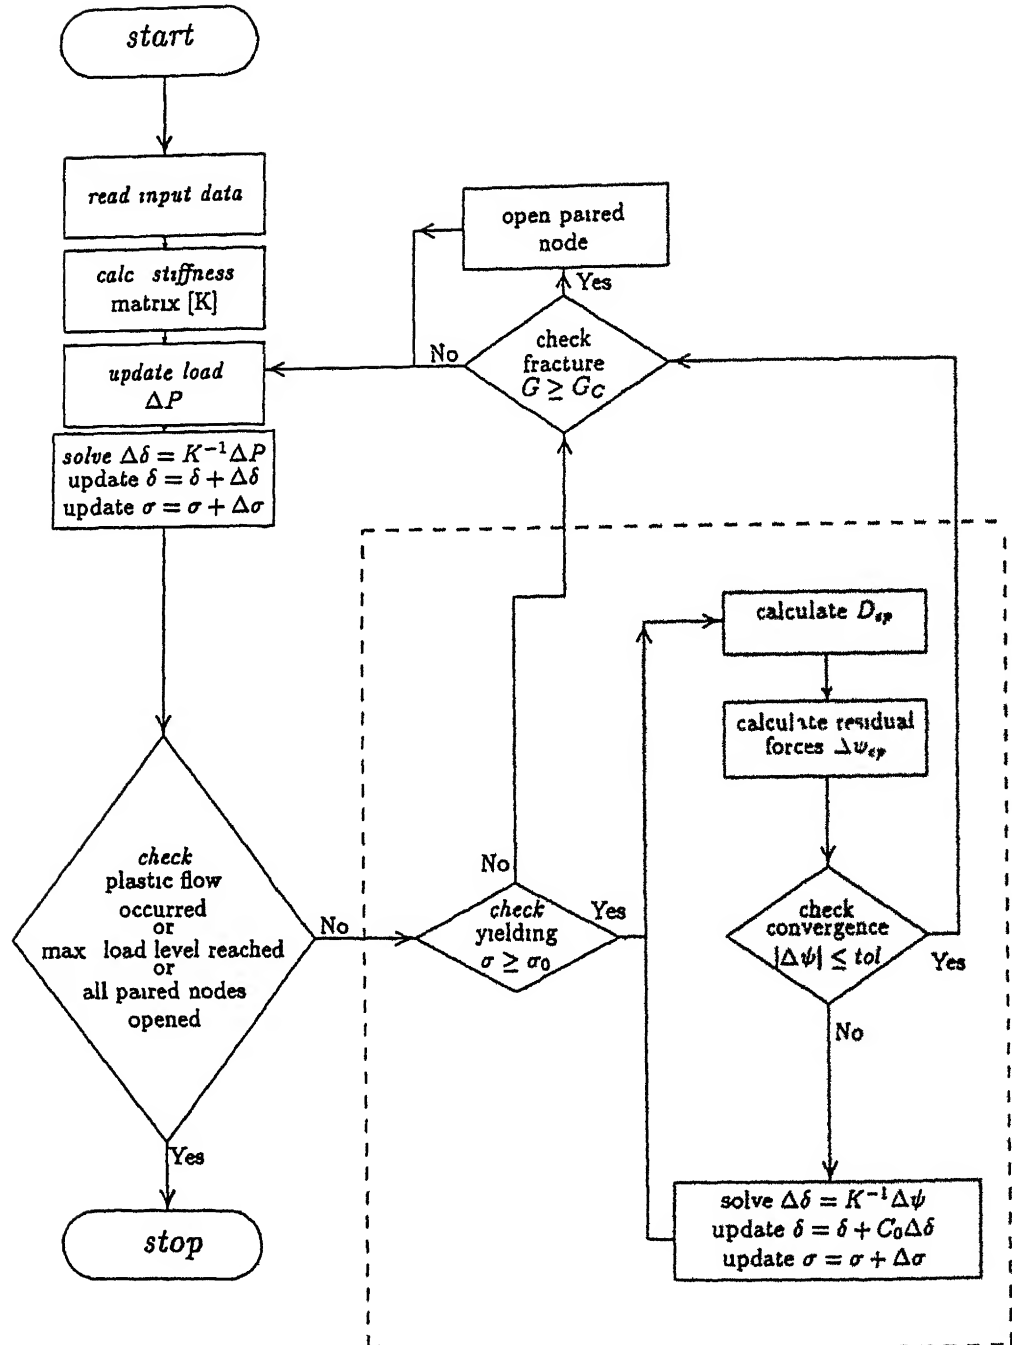 start
read input data
calc stiffness
matrix [K]
update load
ΔP
solve Δδ = K⁻¹ΔP
update δ = δ + Δδ
update σ = σ + Δσ
check
plastic flow
occurred
or
max load level reached
or
all paired nodes
opened
No
Yes
stop
open paired
node
Yes
check
fracture
G ≥ G_C
No
No
check
yielding
σ ≥ σ₀
Yes
calculate D_ep
calculate residual
forces Δψ_ep
check
convergence
|Δψ| ≤ tol
Yes
No
solve Δδ = K⁻¹Δψ
update δ = δ + C₀Δδ
update σ = σ + Δσ